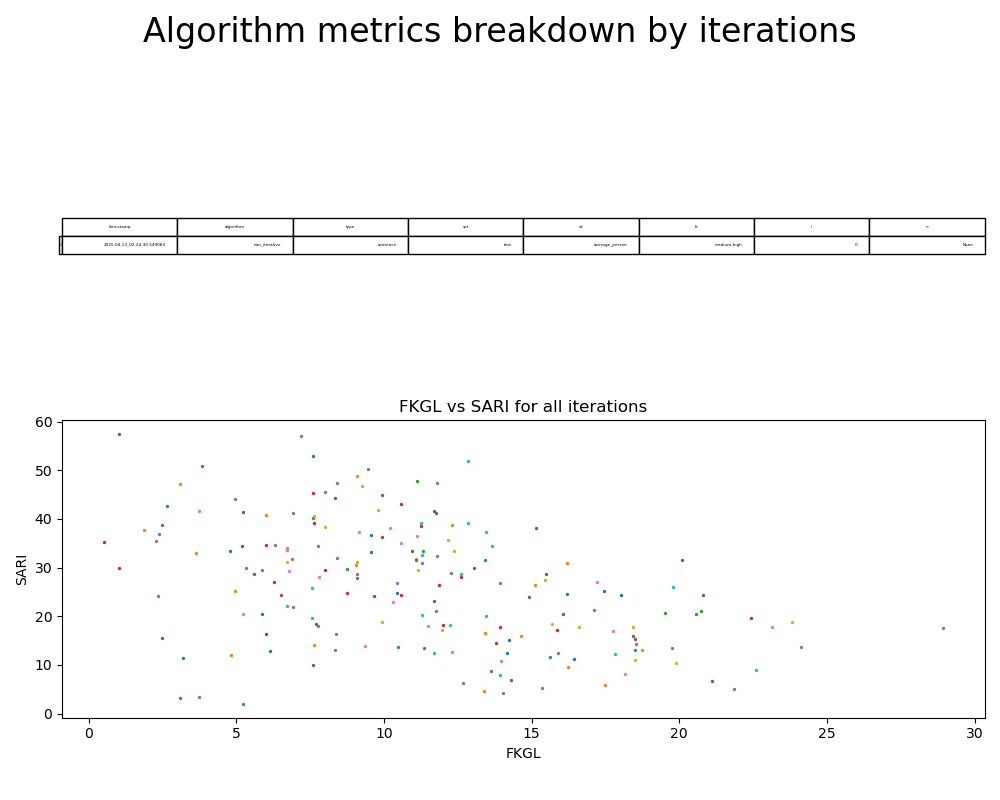 Algorithm metrics breakdown by iterations
timestamp algorithm type set dt lt i n
0 2025-04-13_02-24-30.549064 non_iterative sentence test average_person medium-high 0 None
FKGL vs SARI for all iterations
60
50
40
30
20
10
0
SARI
0 5 10 15 20 25 30
FKGL